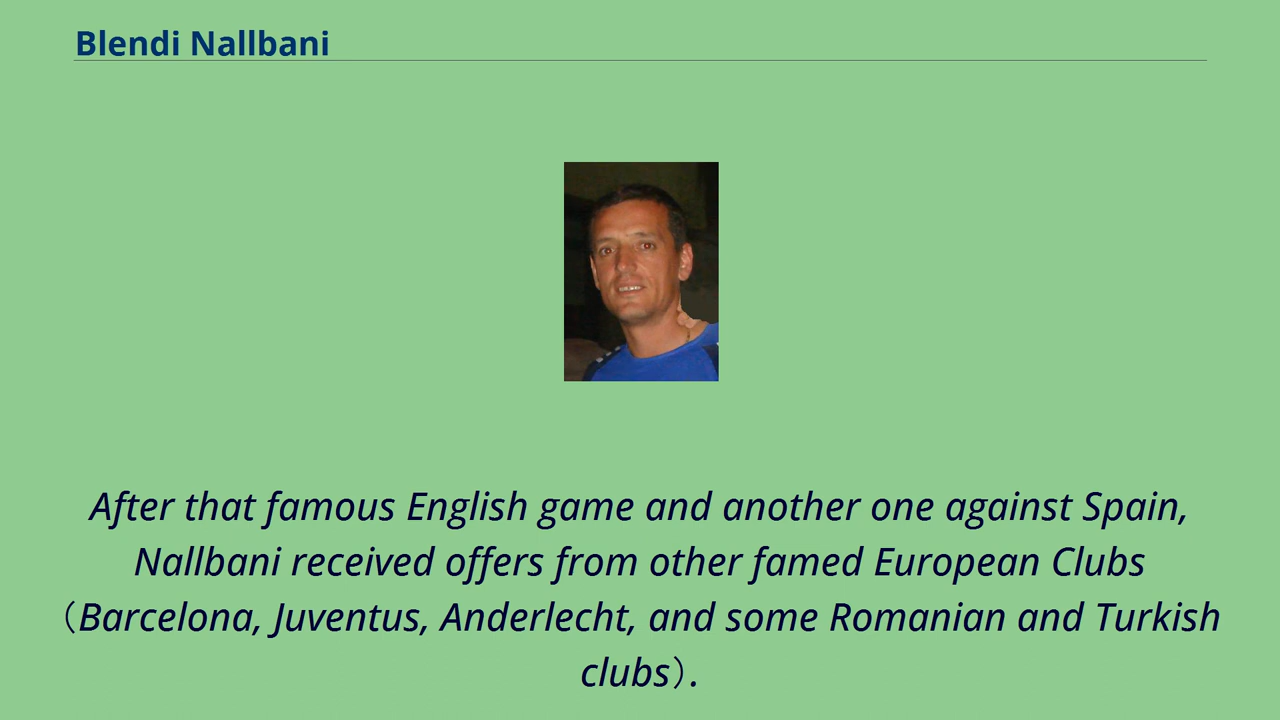 Blendi Nallbani
After that famous English game and another one against Spain,
Nallbani received offers from other famed European Clubs
（Barcelona, Juventus, Anderlecht, and some Romanian and Turkish
clubs）.